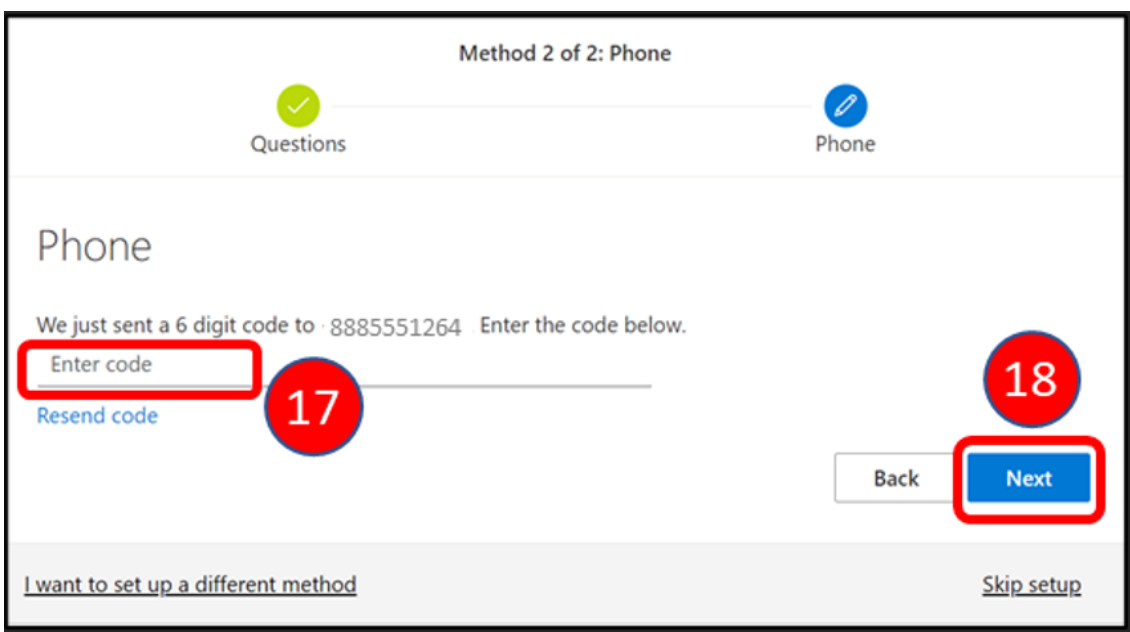 Method 2 of 2: Phone
Questions
Phone
Phone
We just sent a 6 digit code to 8885551264 Enter the code below.
Enter code
17
Resend code
18
Back
Next
I want to set up a different method
Skip setup